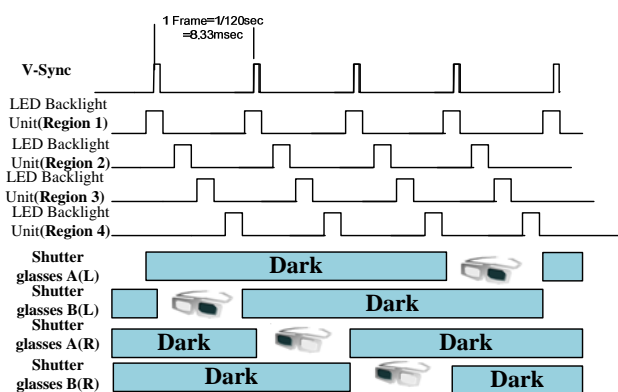 1 Frame=1/120sec
=8.33msec
V-Sync
LED Backlight
Unit(Region 1)
LED Backlight
Unit(Region 2)
LED Backlight
Unit(Region 3)
LED Backlight
Unit(Region 4)
Shutter
glasses A(L)
Dark
Shutter
glasses B(L)
Dark
Shutter
glasses A(R)
Dark
Dark
Shutter
glasses B(R)
Dark
Dark